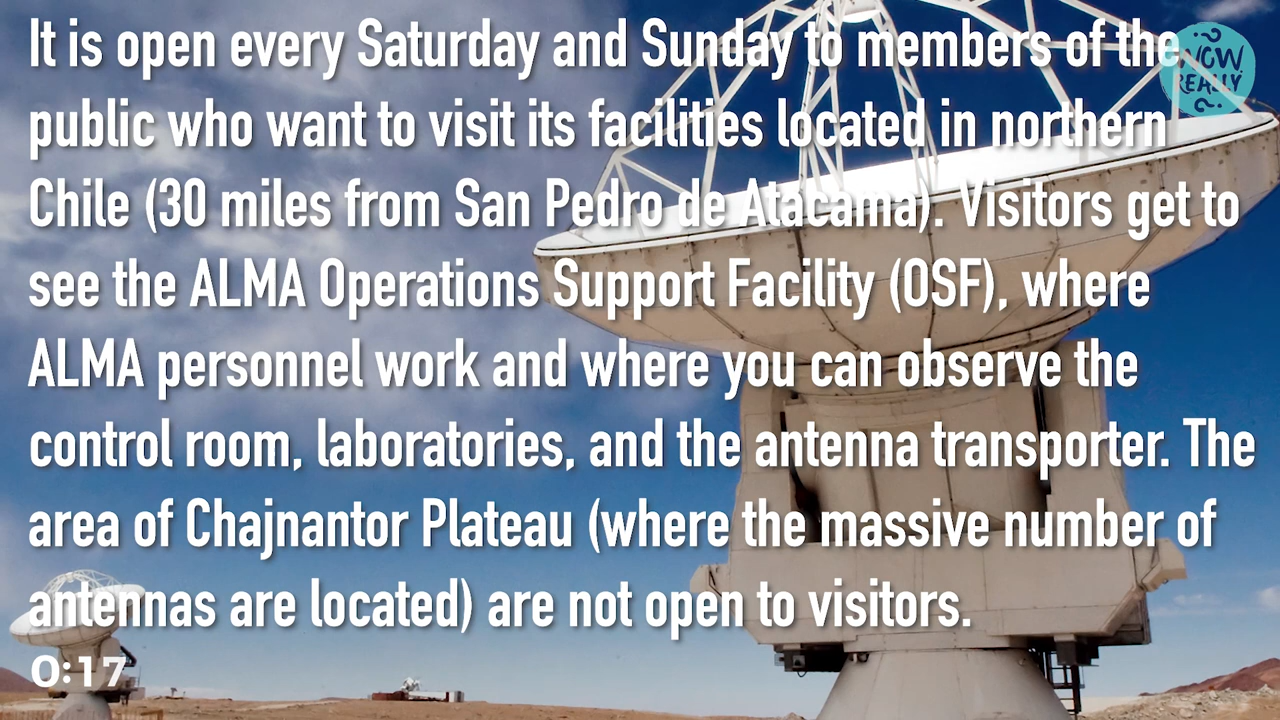 It is open every Saturday and Sunday to members of the
public who want to visit its facilities located in northern
Chile (30 miles from San Pedro de Atacama). Visitors get to
see the ALMA Operations Support Facility (OSF), where
ALMA personnel work and where you can observe the
control room, laboratories, and the antenna transporter. The
area of Chajnantor Plateau (where the massive number of
antennas are located) are not open to visitors.
0:17
NOW
REALLY